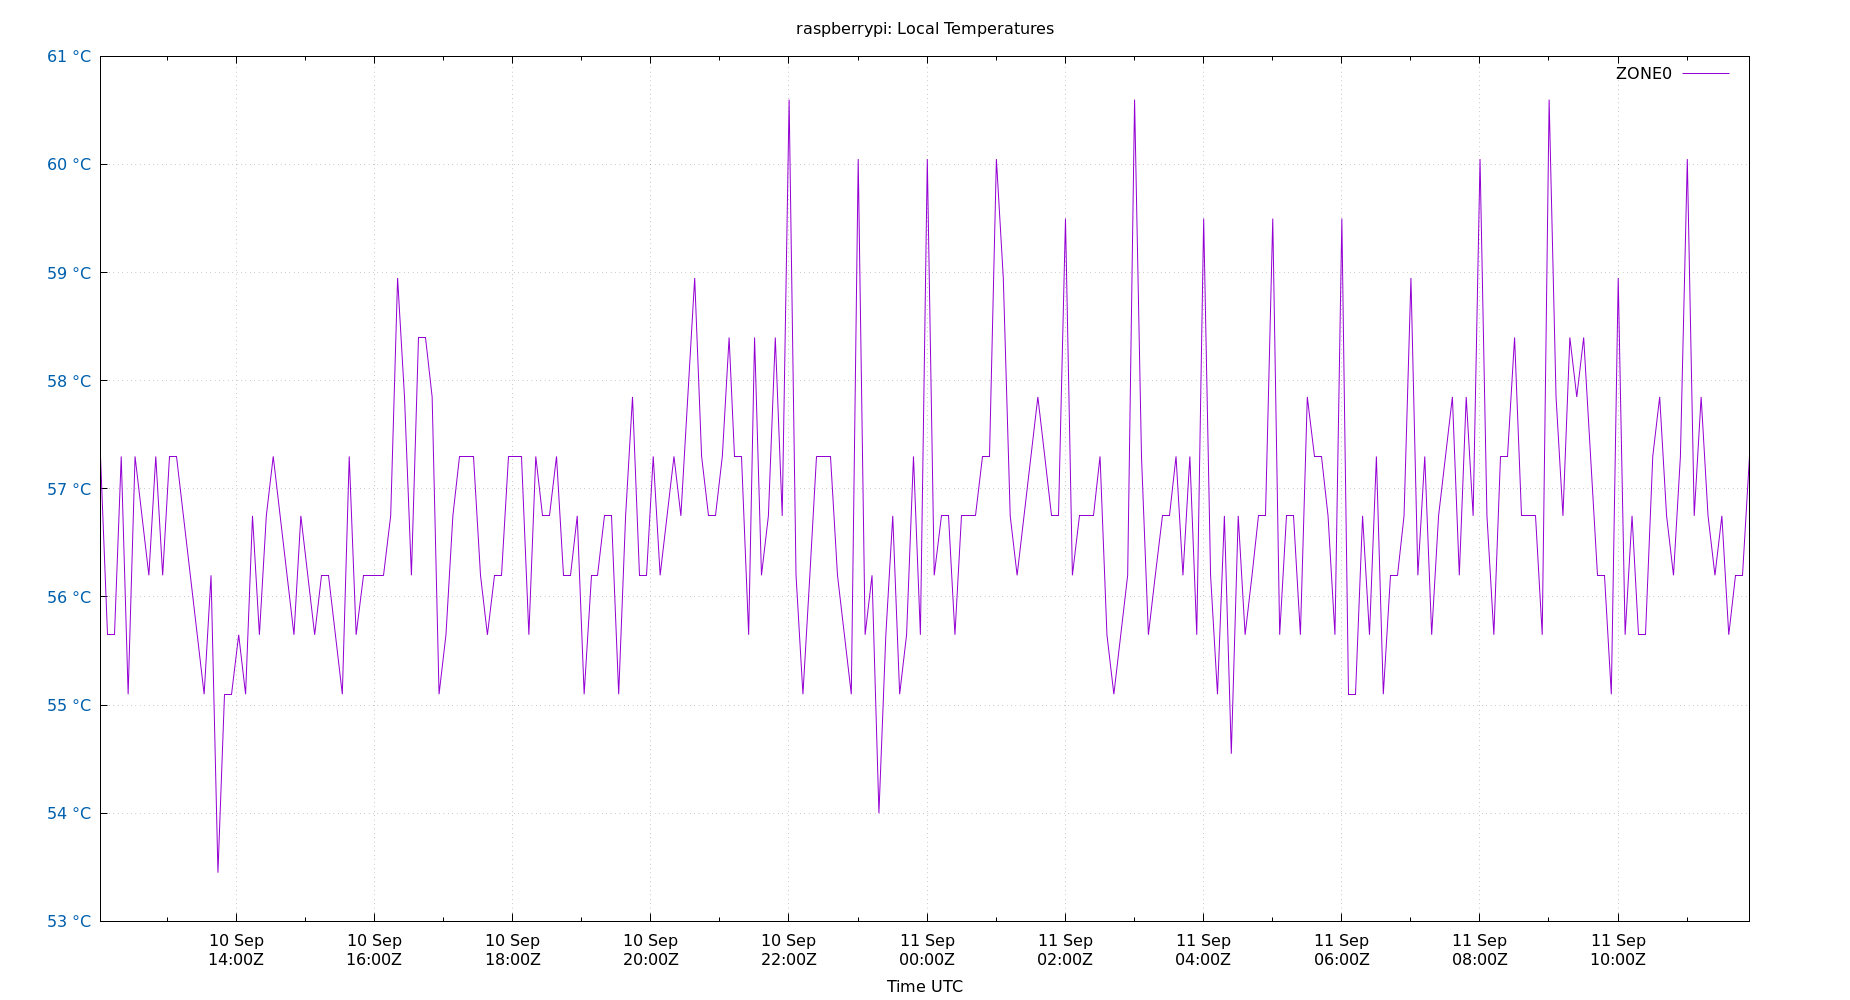 raspberrypi: Local Temperatures
61 °C
ZONE0
60 °C
59 °C
58 °C
57 °C
56 °C
55 °C
54 °C
53 °C
10 Sep 10 Sep 10 Sep 10 Sep 10 Sep 11 Sep 11 Sep 11 Sep 11 Sep 11 Sep 11 Sep
14:00Z 16:00Z 18:00Z 20:00Z 22:00Z 00:00Z 02:00Z 04:00Z 06:00Z 08:00Z 10:00Z
Time UTC